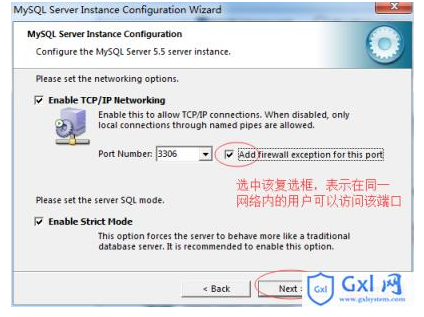 MySQL Server Instance Configuration Wizard
MySQL Server Instance Configuration
Configure the MySQL Server 5.5 server instance.
Please set the networking options.
Enable TCP/IP Networking
Enable this to allow TCP/IP connections. When disabled, only
local connections through named pipes are allowed.
Port Number: 3306 Add firewall exception for this port
选中该复选框，表示在同一
网络内的用户可以访问该端口
Please set the server SQL mode.
Enable Strict Mode
This option forces the server to behave more like a traditional
database server. It is recommended to enable this option.
< Back Next >
Gxl Gxl 网
www.gxlsystem.com